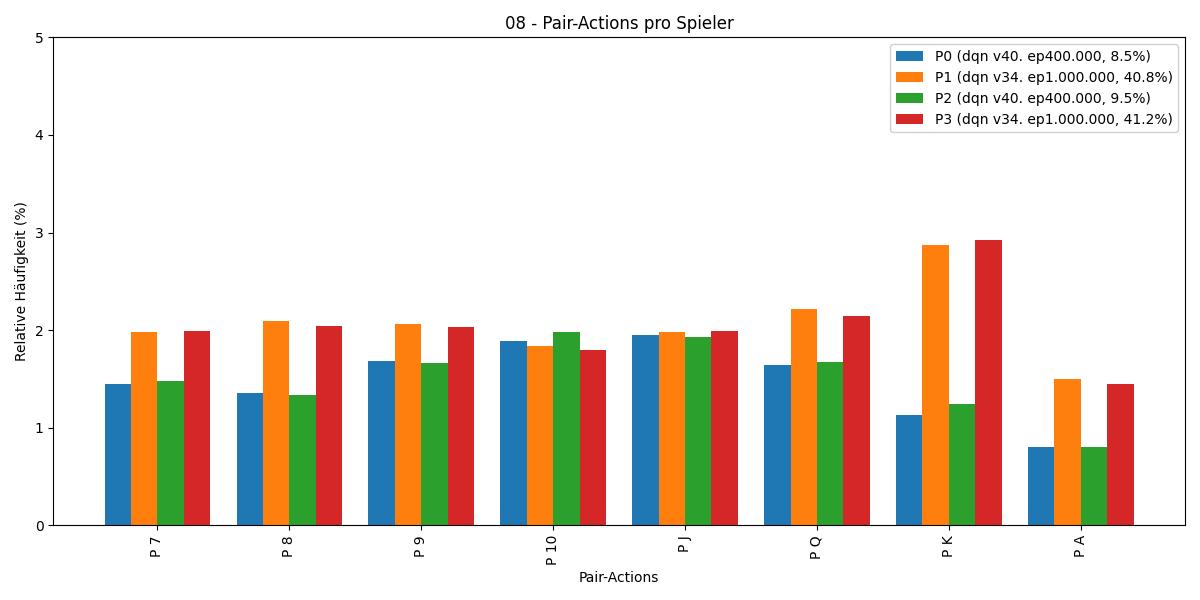 08 - Pair-Actions pro Spieler
P0 (dqn v40. ep400.000, 8.5%)
P1 (dqn v34. ep1.000.000, 40.8%)
P2 (dqn v40. ep400.000, 9.5%)
P3 (dqn v34. ep1.000.000, 41.2%)
Relative Häufigkeit (%)
5
4
3
2
1
0
P 7
P 8
P 9
P 10
P J
P Q
P K
P A
Pair-Actions